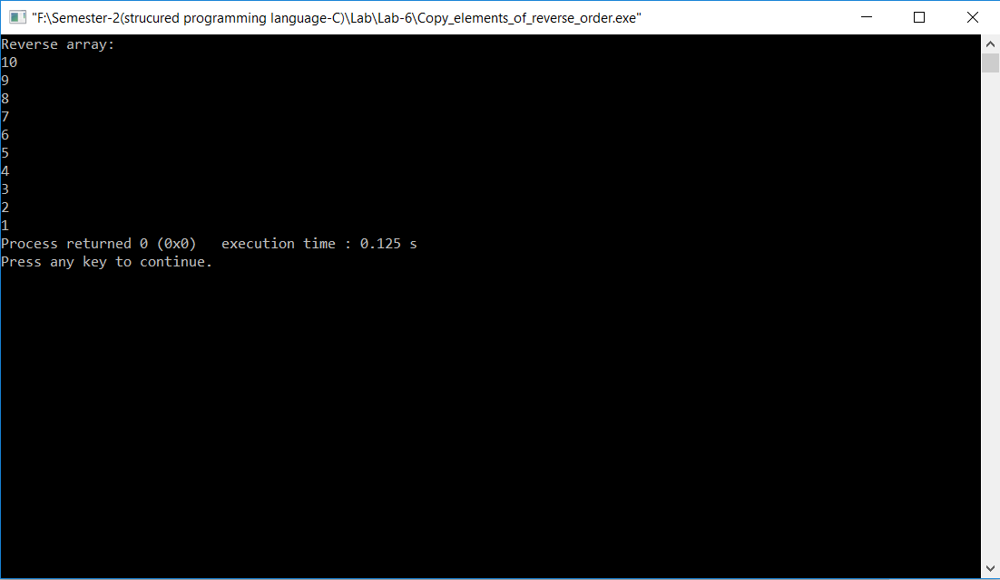 "F:\Semester-2(strucured programming language-C)\Lab\Lab-6\Copy_elements_of_reverse_order.exe"
Reverse array:
10
9
8
7
6
5
4
3
2
1
Process returned 0 (0x0)   execution time : 0.125 s
Press any key to continue.